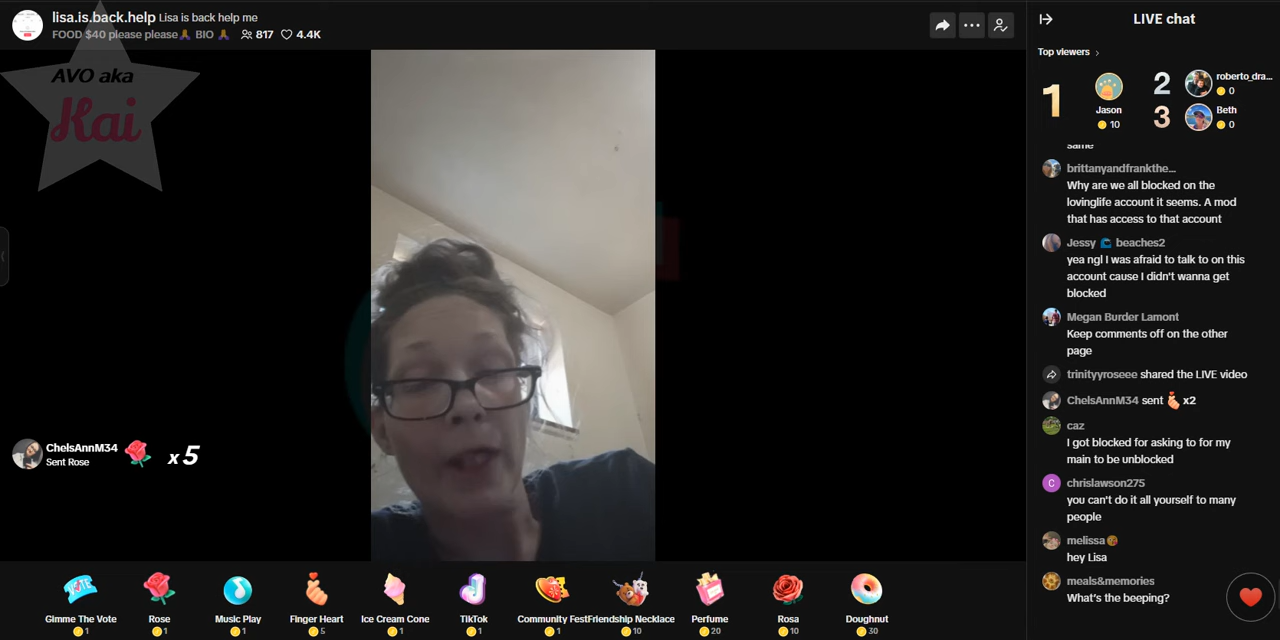 lisa.is.back.help Lisa is back help me
FOOD $40 please please🙏 BIO 🙏 817 4.4K
AVO aka
Kai
ChelsAnnM34
Sent Rose
x 5
LIVE chat
Top viewers >
1
Jason
10
2
roberto_dra...
0
3
Beth
0
same
brittanyandfrankthe...
Why are we all blocked on the
lovinglife account it seems. A mod
that has access to that account
Jessy 🌊 beaches2
yea ngl I was afraid to talk to on this
account cause I didn't wanna get
blocked
Megan Burder Lamont
Keep comments off on the other
page
trinityyroseee shared the LIVE video
ChelsAnnM34 sent x2
caz
I got blocked for asking to for my
main to be unblocked
C
chrislawson275
you can't do it all yourself to many
people
melissa🍪
hey Lisa
meals&memories
What's the beeping?
VOTE
Gimme The Vote
1
Rose
1
Music Play
1
Finger Heart
5
Ice Cream Cone
1
TikTok
1
Community Fest
1
Friendship Necklace
10
Perfume
20
Rosa
10
Doughnut
30